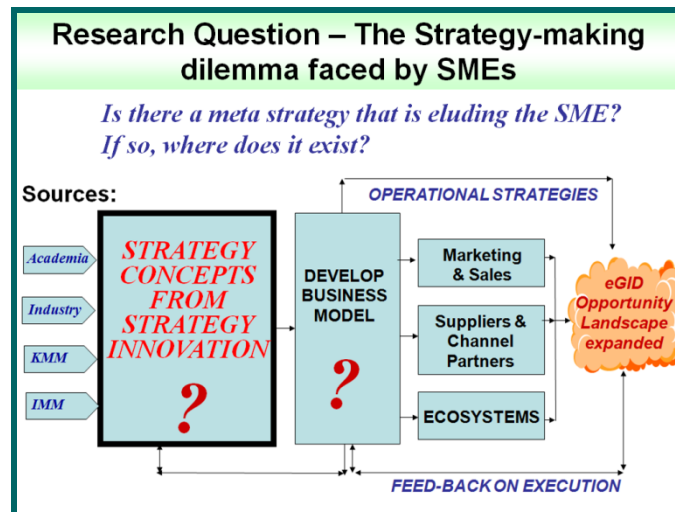 Research Question – The Strategy-making
dilemma faced by SMEs
Is there a meta strategy that is eluding the SME?
If so, where does it exist?
Sources:
OPERATIONAL STRATEGIES
Academia
Industry
KMM
IMM
STRATEGY
CONCEPTS
FROM
STRATEGY
INNOVATION
?
DEVELOP
BUSINESS
MODEL
?
Marketing
& Sales
Suppliers &
Channel
Partners
ECOSYSTEMS
eGID
Opportunity
Landscape
expanded
FEED-BACK ON EXECUTION